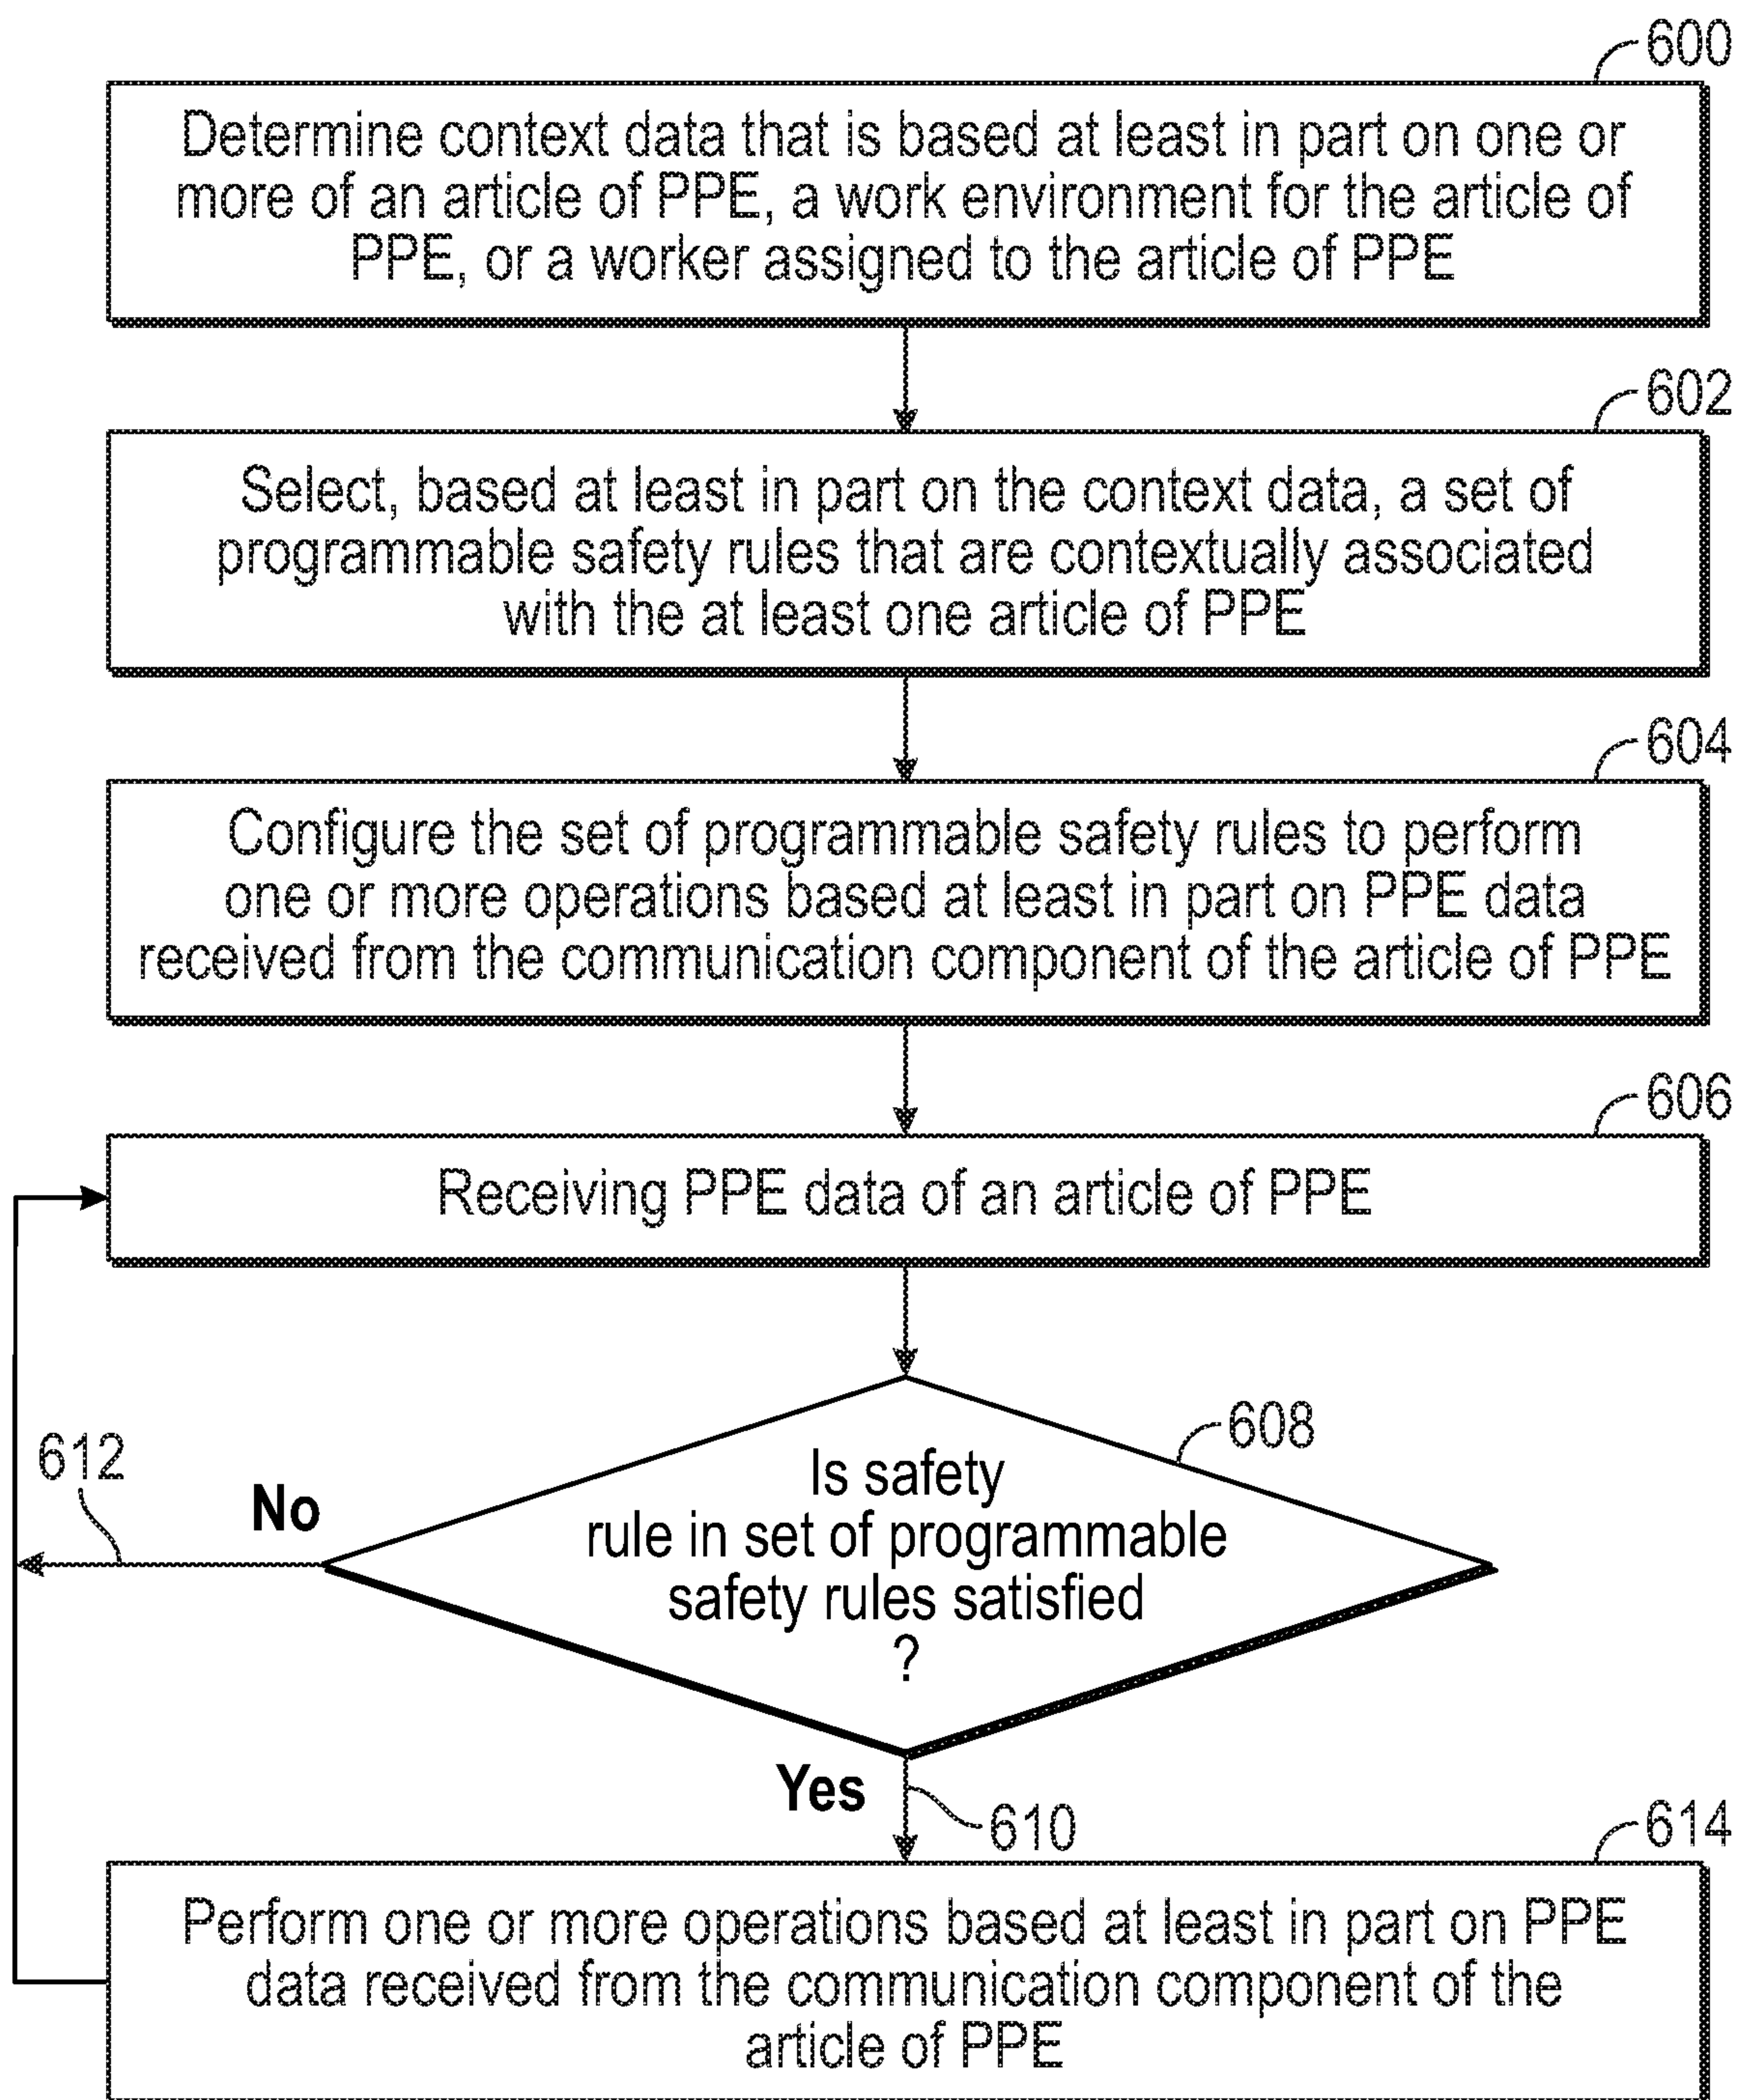 600
Determine context data that is based at least in part on one or
more of an article of PPE, a work environment for the article of
PPE, or a worker assigned to the article of PPE
602
Select, based at least in part on the context data, a set of
programmable safety rules that are contextually associated
with the at least one article of PPE
604
Configure the set of programmable safety rules to perform
one or more operations based at least in part on PPE data
received from the communication component of the article of PPE
606
Receiving PPE data of an article of PPE
608
Is safety
rule in set of programmable
safety rules satisfied
?
612
No
Yes
610
614
Perform one or more operations based at least in part on PPE
data received from the communication component of the
article of PPE